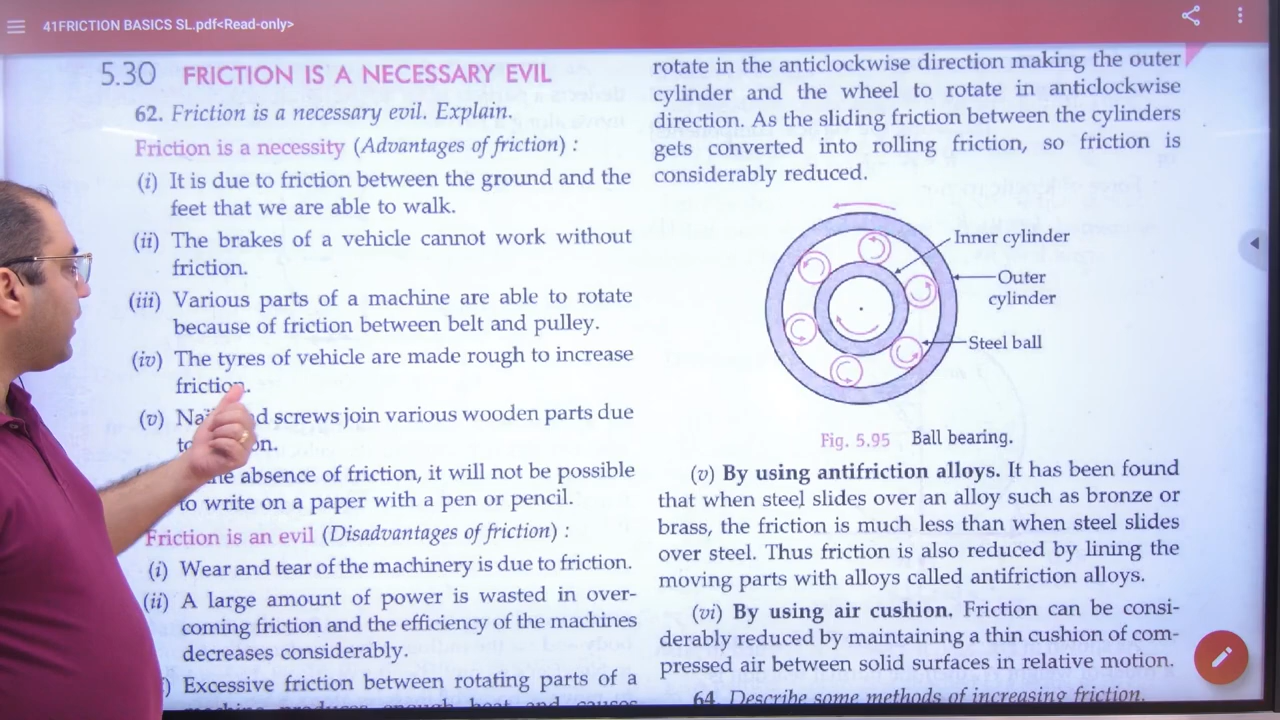 41FRICTION BASICS SL.pdf<Read-only>
5.30 FRICTION IS A NECESSARY EVIL
62. Friction is a necessary evil. Explain.
Friction is a necessity (Advantages of friction) :
(i) It is due to friction between the ground and the
feet that we are able to walk.
(ii) The brakes of a vehicle cannot work without
friction.
(iii) Various parts of a machine are able to rotate
because of friction between belt and pulley.
(iv) The tyres of vehicle are made rough to increase
friction.
(v) screws join various wooden parts due
absence of friction, it will not be possible
to write on a paper with a pen or pencil.
Friction is an evil (Disadvantages of friction) :
(i) Wear and tear of the machinery is due to friction.
(ii) A large amount of power is wasted in over-
coming friction and the efficiency of the machines
decreases considerably.
Excessive friction between rotating parts of a
machine produces enough heat and causes
rotate in the anticlockwise direction making the outer
cylinder and the wheel to rotate in anticlockwise
direction. As the sliding friction between the cylinders
gets converted into rolling friction, so friction is
considerably reduced.
Inner cylinder
Outer
cylinder
Steel ball
Fig. 5.95 Ball bearing.
(v) By using antifriction alloys. It has been found
that when steel slides over an alloy such as bronze or
brass, the friction is much less than when steel slides
over steel. Thus friction is also reduced by lining the
moving parts with alloys called antifriction alloys.
(vi) By using air cushion. Friction can be consi-
derably reduced by maintaining a thin cushion of com-
pressed air between solid surfaces in relative motion.
64. Describe some methods of increasing friction.